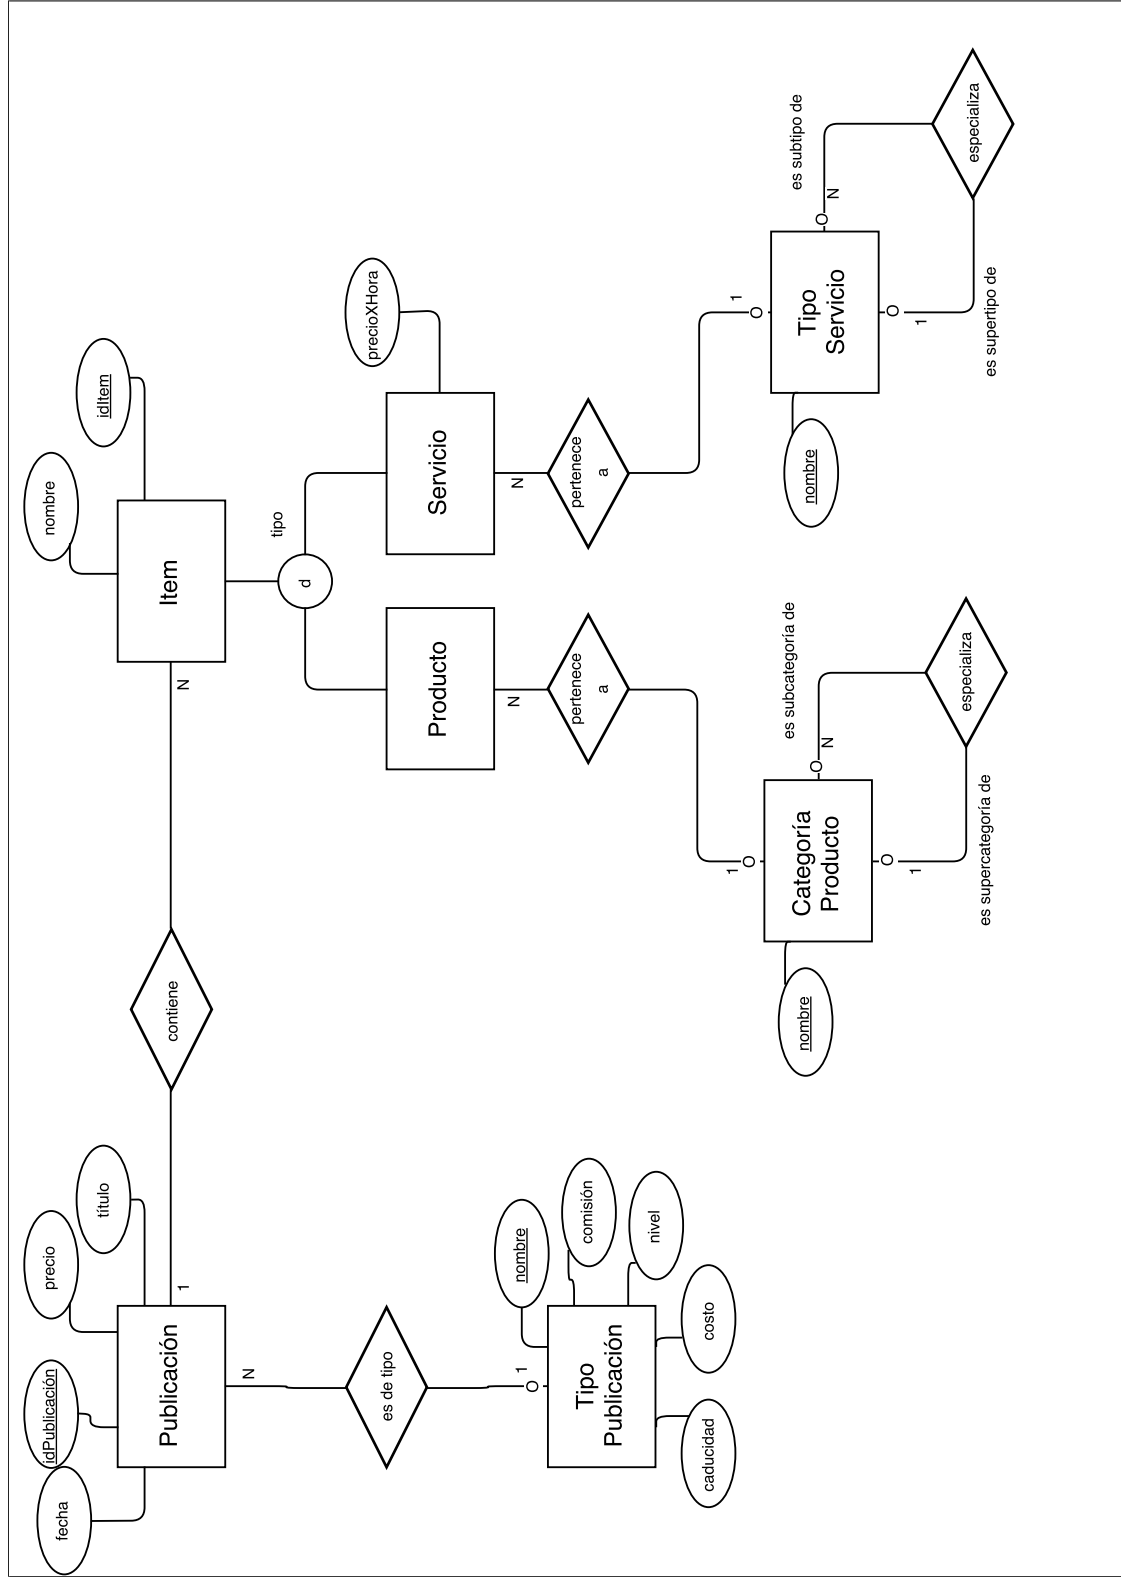 fecha
idPublicación
precio
título
Publicación
1
contiene
N
nombre
idItem
Item
tipo
d
Producto
Servicio
precioXHora
N
es de tipo
1
O
nombre
comisión
nivel
costo
caducidad
Tipo
Publicación
N
pertenece
a
1
O
nombre
Categoría
Producto
O
N
es subcategoría de
especializa
O
1
es supercategoría de
N
pertenece
a
1
O
nombre
Tipo
Servicio
O
N
es subtipo de
especializa
O
1
es supertipo de